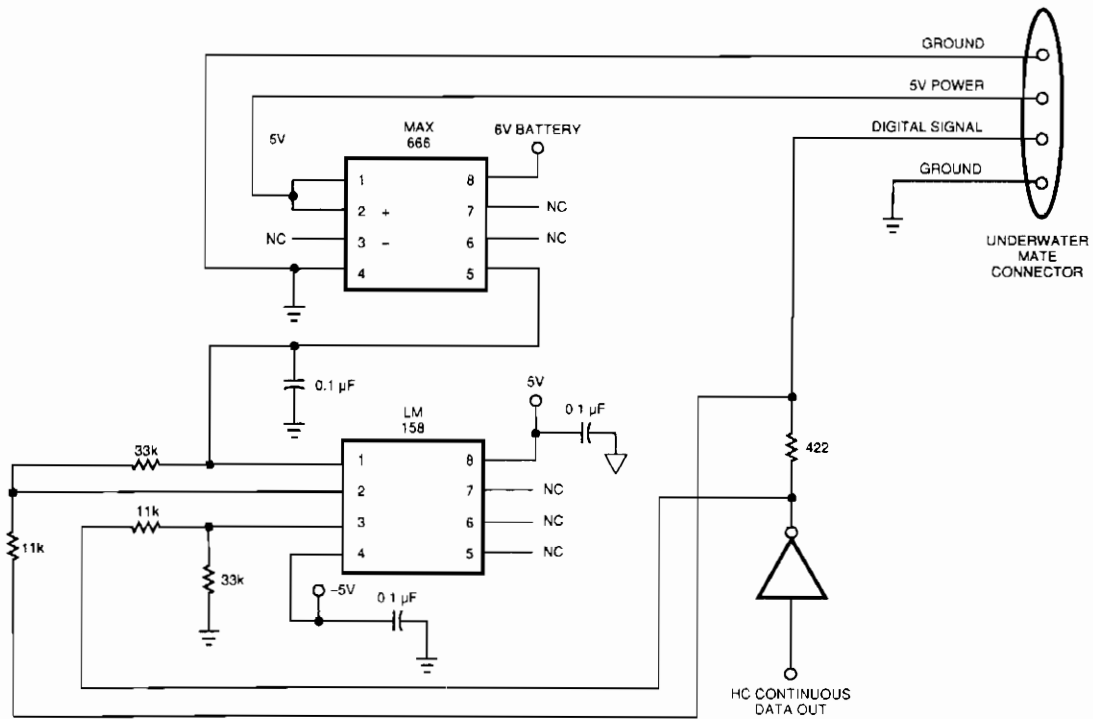 GROUND
5V POWER
DIGITAL SIGNAL
GROUND
UNDERWATER
MATE
CONNECTOR
5V
MAX
666
6V BATTERY
1
2
+
3
–
4
8
7
6
5
NC
NC
NC
0.1 µF
LM
158
5V
0 1 µF
1
2
3
4
8
7
6
5
NC
NC
NC
33k
11k
11k
33k
–5V
0 1 µF
422
HC CONTINUOUS
DATA OUT